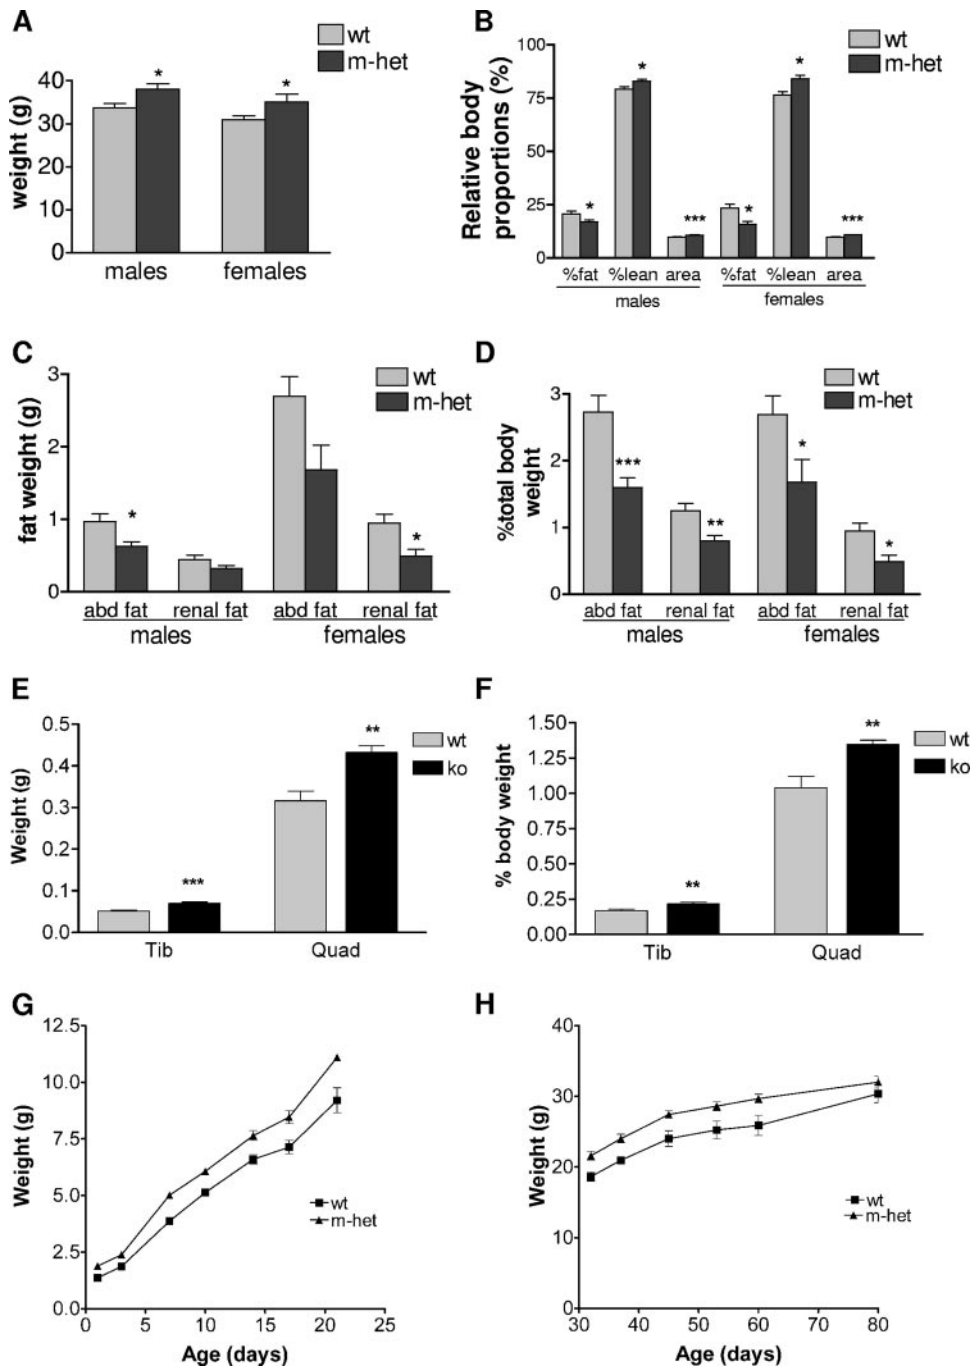 A
wt
m-het
weight (g)
40
30
20
10
0
*
*
males
females
B
wt
m-het
Relative body
proportions (%)
100
75
50
25
0
*
*
***
*
*
***
%fat %lean area %fat %lean area
males
females
C
wt
m-het
fat weight (g)
3
2
1
0
*
*
abd fat renal fat abd fat renal fat
males
females
D
wt
m-het
%total body
weight
3
2
1
0
***
**
*
*
abd fat renal fat abd fat renal fat
males
females
E
wt
ko
Weight (g)
0.5
0.4
0.3
0.2
0.1
0.0
***
**
Tib
Quad
F
wt
ko
% body weight
1.50
1.25
1.00
0.75
0.50
0.25
0.00
**
**
Tib
Quad
G
Weight (g)
12.5
10.0
7.5
5.0
2.5
0.0
wt
m-het
0 5 10 15 20 25
Age (days)
H
Weight (g)
40
30
20
10
0
wt
m-het
30 40 50 60 70 80
Age (days)